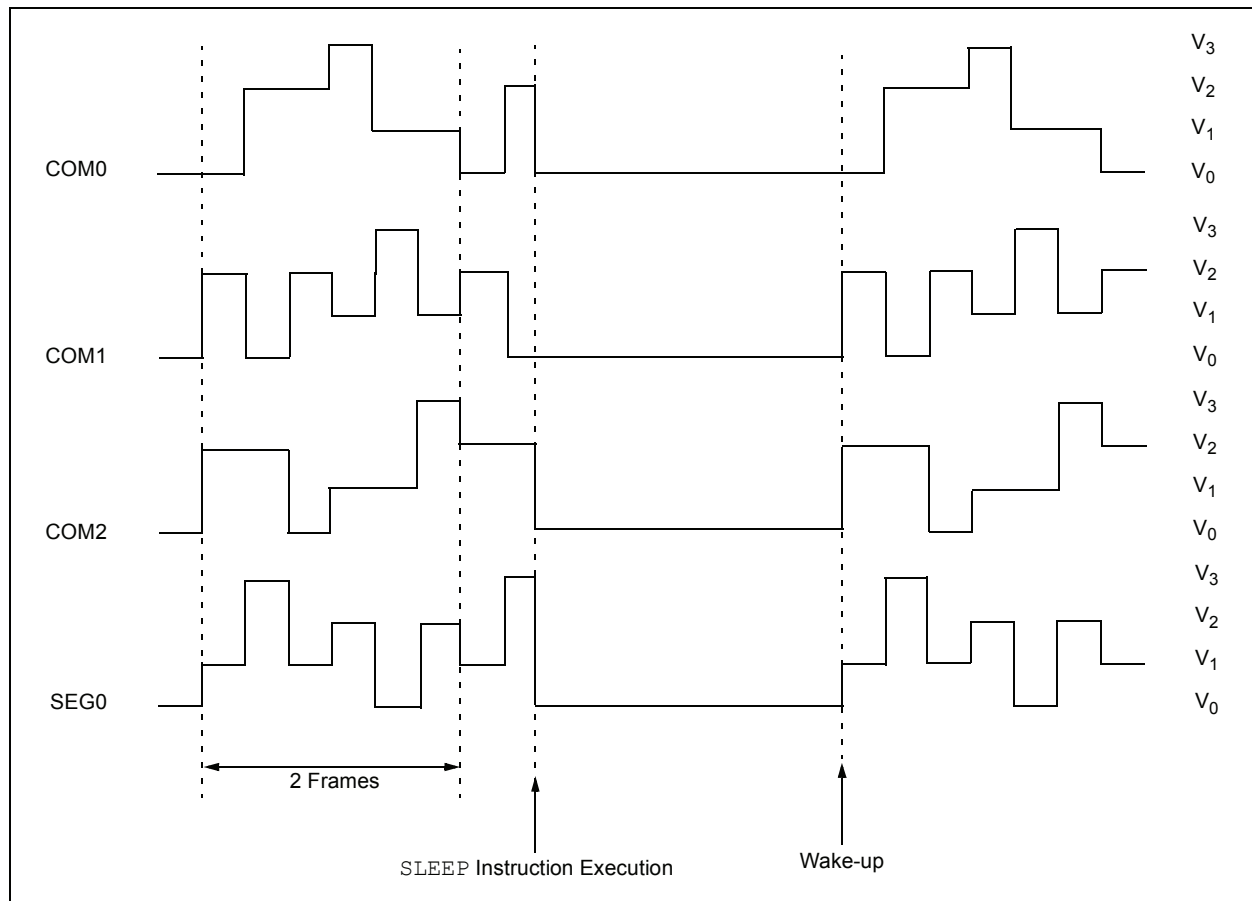 V3
V2
V1
COM0 V0
V3
V2
V1
COM1 V0
V3
V2
V1
COM2 V0
V3
V2
V1
SEG0 V0
2 Frames
SLEEP Instruction Execution
Wake-up